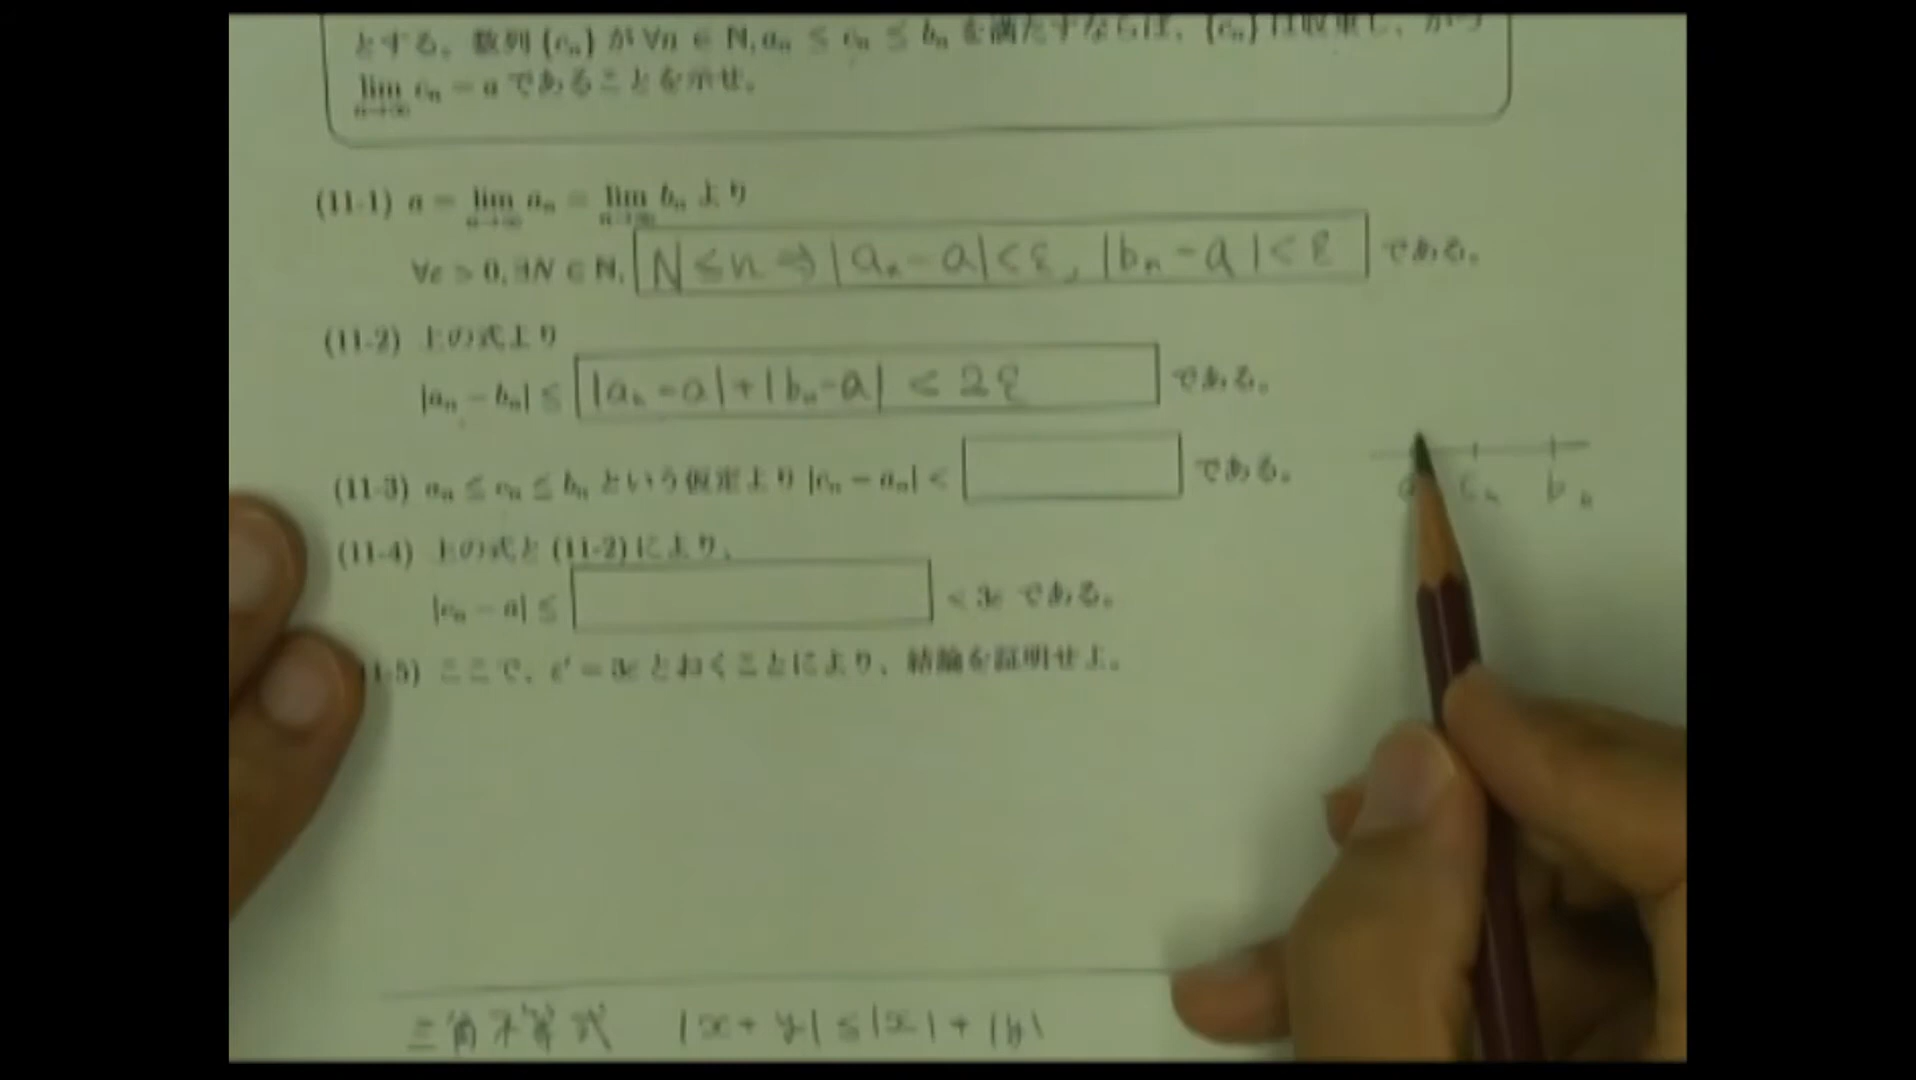 とする。数列 {cₙ} が ∀n ∈ N, aₙ ≤ cₙ ≤ bₙ を満たすならば、{cₙ} は収束し、かつ
lim cₙ = a であることを示せ。
n→∞
(11-1) a = lim aₙ = lim bₙ より
n→∞ n→∞
∀ε > 0, ∃N ∈ N, N ≤ n ⇒ |aₙ - a| < ε, |bₙ - a| < ε である。
(11-2) 上の式より
|aₙ - bₙ| ≤ |aₙ - a| + |bₙ - a| < 2ε である。
(11-3) aₙ ≤ cₙ ≤ bₙ という仮定より |cₙ - aₙ| < である。
a cₙ bₙ
(11-4) 上の式と (11-2) により、
|cₙ - a| ≤ < 3ε である。
1-5) ここで、ε' = 3ε とおくことにより、結論を証明せよ。
三角不等式 |x + y| ≤ |x| + |y|